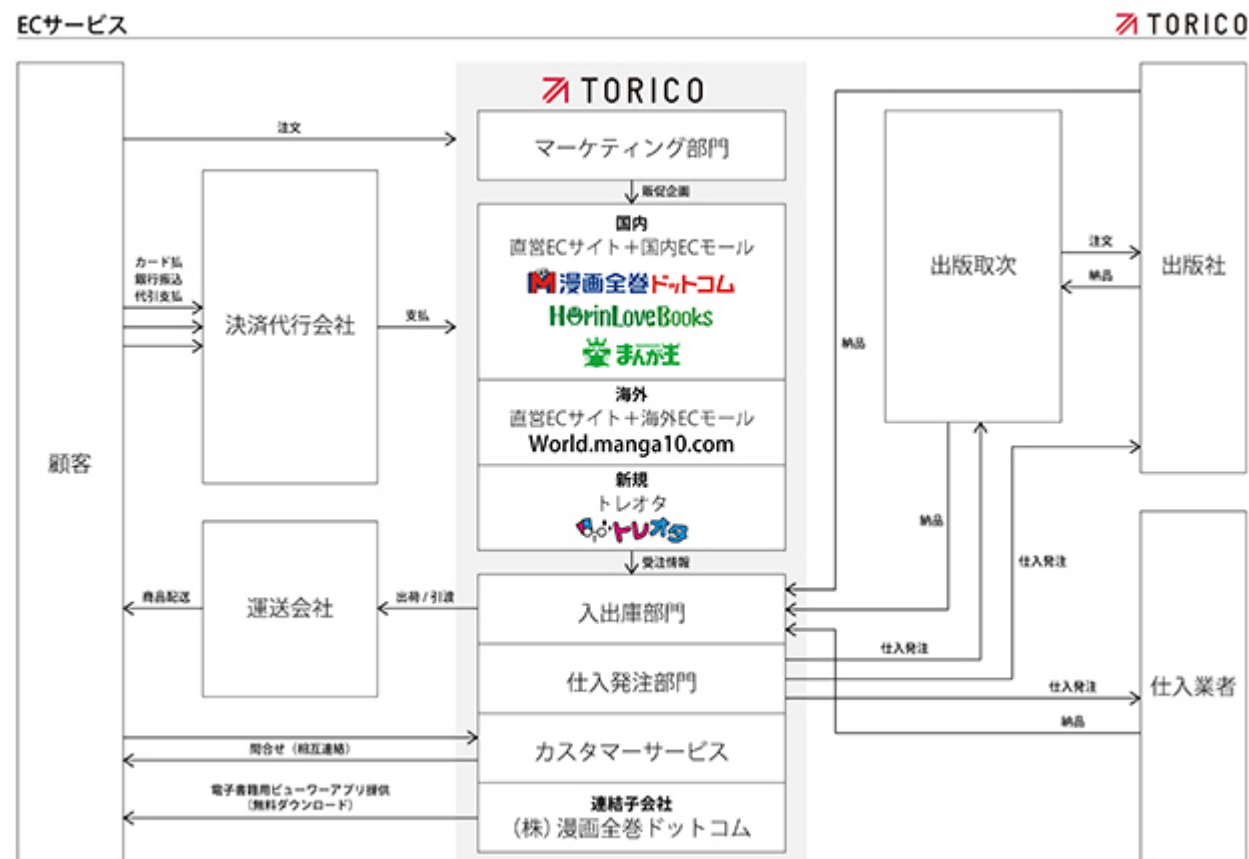 ECサービス
TORICO
TORICO
マーケティング部門
販促企画
国内
直営ECサイト+国内ECモール
漫画全巻ドットコム
HorinLoveBooks
まんが王
海外
直営ECサイト+海外ECモール
World.manga10.com
新規
トレオタ
トレオタ
受注情報
入出庫部門
仕入発注部門
カスタマーサービス
連結子会社
(株)漫画全巻ドットコム
顧客
注文
カード払
銀行振込
代引支払
決済代行会社
支払
商品配送
運送会社
出荷/引渡
問合せ(相互連絡)
電子書籍用ビューワーアプリ提供
(無料ダウンロード)
出版取次
注文
納品
出版社
納品
納品
仕入発注
仕入発注
仕入発注
納品
仕入業者